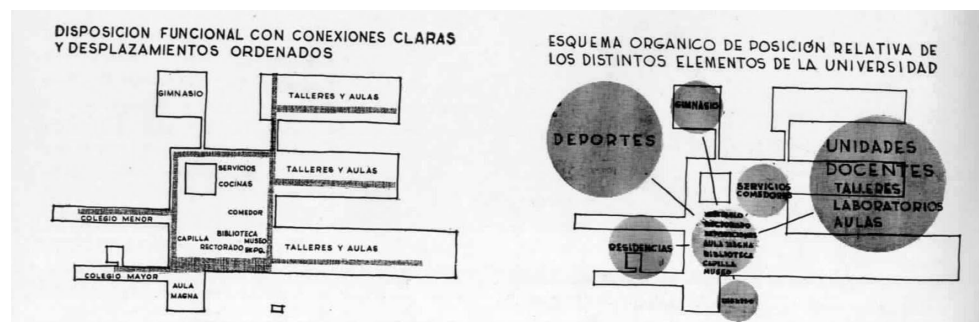 DISPOSICION FUNCIONAL CON CONEXIONES CLARAS
Y DESPLAZAMIENTOS ORDENADOS
GIMNASIO
TALLERES Y AULAS
SERVICIOS
COCINAS
TALLERES Y AULAS
COMEDOR
COLEGIO MENOR
BIBLIOTECA
CAPILLA
MUSEO
RECTORADO
TALLERES Y AULAS
COLEGIO MAYOR
AULA
MAGNA
ESQUEMA ORGANICO DE POSICIÓN RELATIVA DE
LOS DISTINTOS ELEMENTOS DE LA UNIVERSIDAD
GIMNASIO
DEPORTES
UNIDADES
DOCENTES
TALLERES
LABORATORIOS
AULAS
SERVICIOS
COMEDORES
RECTORADO
AULA MAGNA
BIBLIOTECA
CAPILLA
MUSEO
RESIDENCIAS